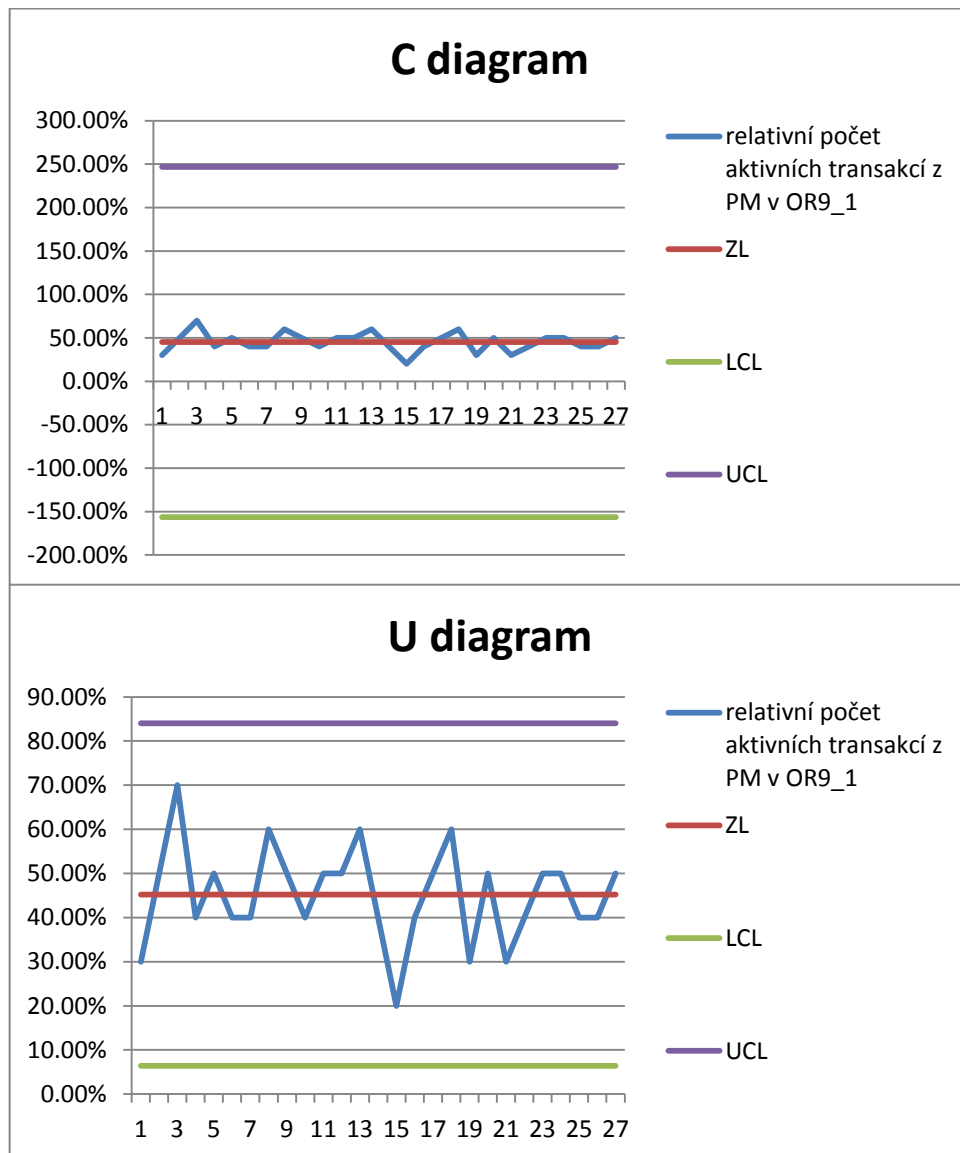 C diagram
300.00%
250.00%
200.00%
150.00%
100.00%
50.00%
0.00%
-50.00%
-100.00%
-150.00%
-200.00%
1 3 5 7 9 11 13 15 17 19 21 23 25 27
relativní počet
aktivních transakcí z
PM v OR9_1
ZL
LCL
UCL
U diagram
90.00%
80.00%
70.00%
60.00%
50.00%
40.00%
30.00%
20.00%
10.00%
0.00%
1 3 5 7 9 11 13 15 17 19 21 23 25 27
relativní počet
aktivních transakcí z
PM v OR9_1
ZL
LCL
UCL